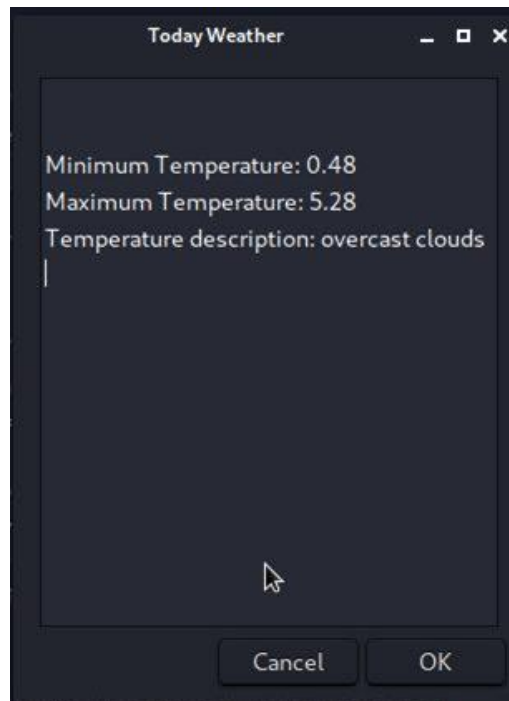 Today Weather
Minimum Temperature: 0.48
Maximum Temperature: 5.28
Temperature description: overcast clouds
Cancel OK